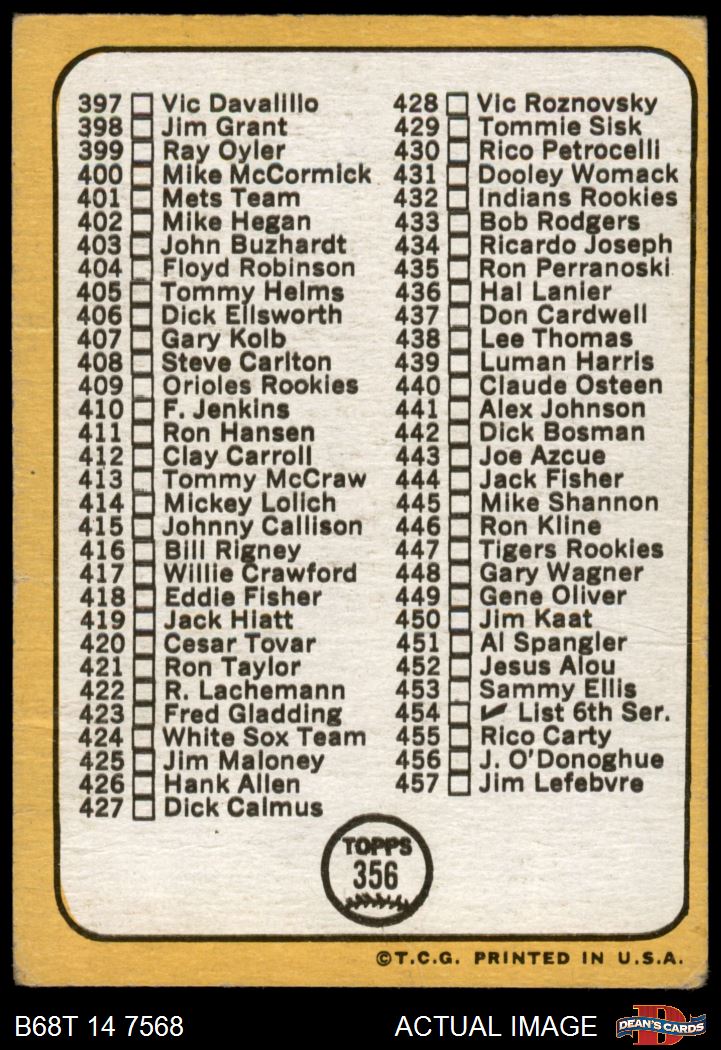 397 Vic Davalillo
398 Jim Grant
399 Ray Oyler
400 Mike McCormick
401 Mets Team
402 Mike Hegan
403 John Buzhardt
404 Floyd Robinson
405 Tommy Helms
406 Dick Ellsworth
407 Gary Kolb
408 Steve Carlton
409 Orioles Rookies
410 F. Jenkins
411 Ron Hansen
412 Clay Carroll
413 Tommy McCraw
414 Mickey Lolich
415 Johnny Callison
416 Bill Rigney
417 Willie Crawford
418 Eddie Fisher
419 Jack Hiatt
420 Cesar Tovar
421 Ron Taylor
422 R. Lachemann
423 Fred Gladding
424 White Sox Team
425 Jim Maloney
426 Hank Allen
427 Dick Calmus
428 Vic Roznovsky
429 Tommie Sisk
430 Rico Petrocelli
431 Dooley Womack
432 Indians Rookies
433 Bob Rodgers
434 Ricardo Joseph
435 Ron Perranoski
436 Hal Lanier
437 Don Cardwell
438 Lee Thomas
439 Luman Harris
440 Claude Osteen
441 Alex Johnson
442 Dick Bosman
443 Joe Azcue
444 Jack Fisher
445 Mike Shannon
446 Ron Kline
447 Tigers Rookies
448 Gary Wagner
449 Gene Oliver
450 Jim Kaat
451 Al Spangler
452 Jesus Alou
453 Sammy Ellis
454 ✔ List 6th Ser.
455 Rico Carty
456 J. O'Donoghue
457 Jim Lefebvre
TOPPS
356
©T.C.G. PRINTED IN U.S.A.
B68T 14 7568
ACTUAL IMAGE
D
DEAN'S CARDS